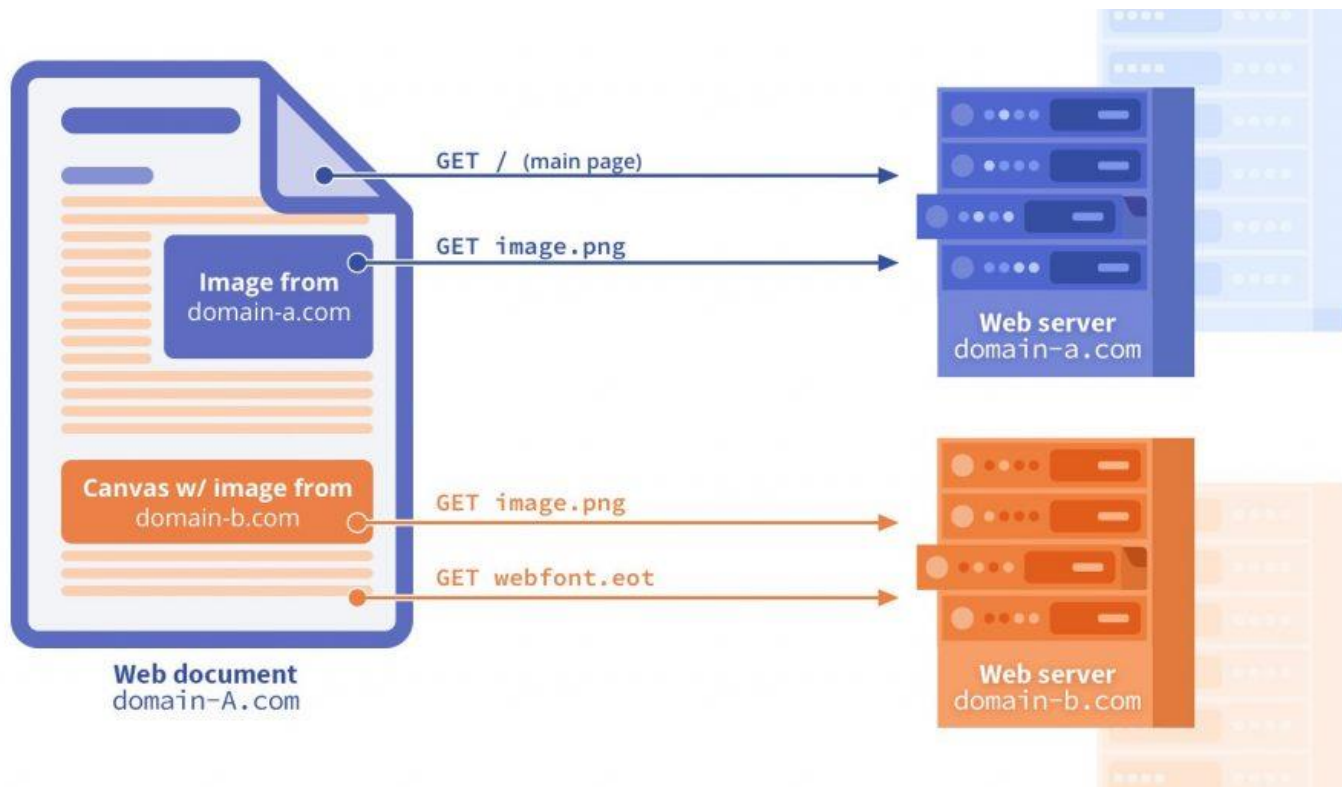 GET / (main page)
GET image.png
Image from
domain-a.com
Web server
domain-a.com
Canvas w/ image from
domain-b.com
GET image.png
GET webfont.eot
Web document
domain-A.com
Web server
domain-b.com